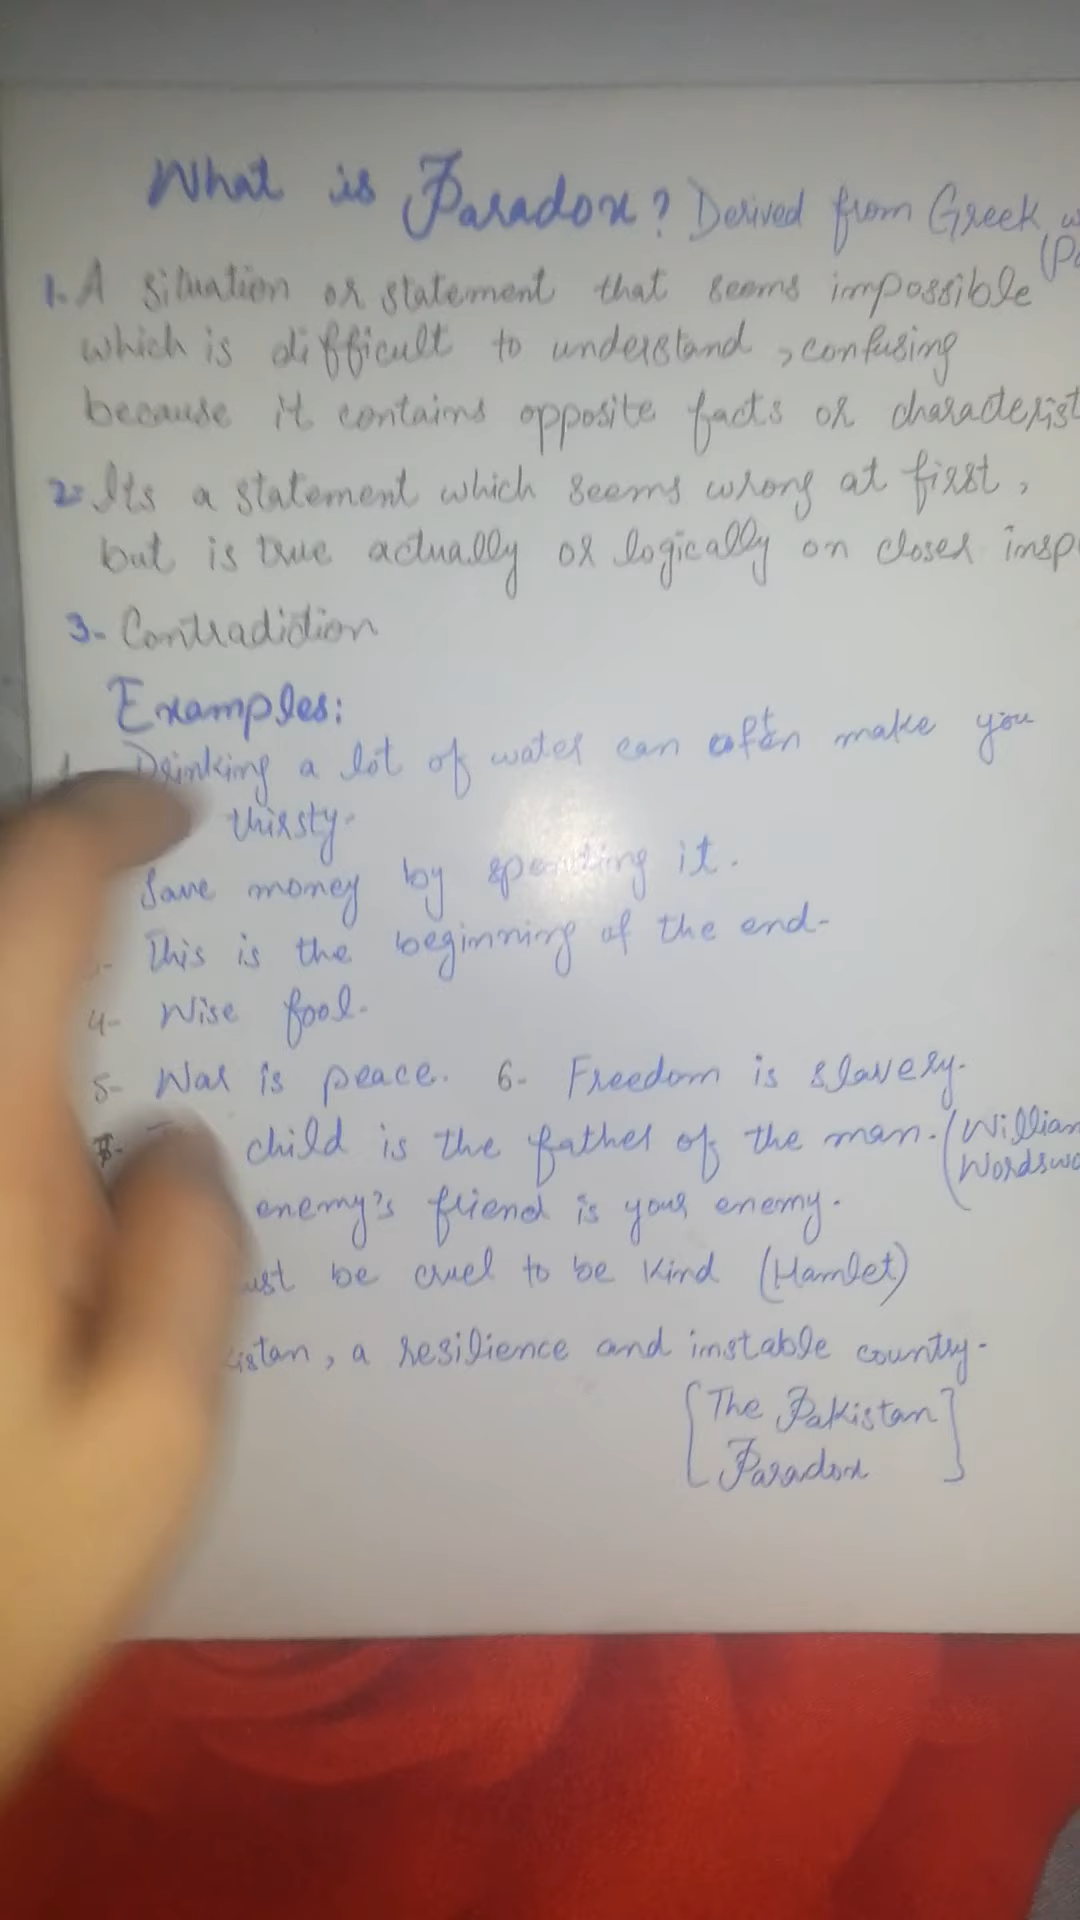 What is Paradox? Derived from Greek
1. A situation or statement that seems impossible
which is difficult to understand, confusing
because it contains opposite facts or
2- Its a statement which seems wrong at first,
but is true actually or logically on closer
3- Contradiction
Examples:
Drinking a lot of water can often make you
thirsty.
Save money by spending it.
This is the beginning of the end-
4- Wise fool.
5- War is peace. 6- Freedom is slavery.
child is the father of the man. (William
enemy's friend is your enemy.
be cruel to be kind (Hamlet)
, a resilience and instable country-
[The Pakistan
Paradox]